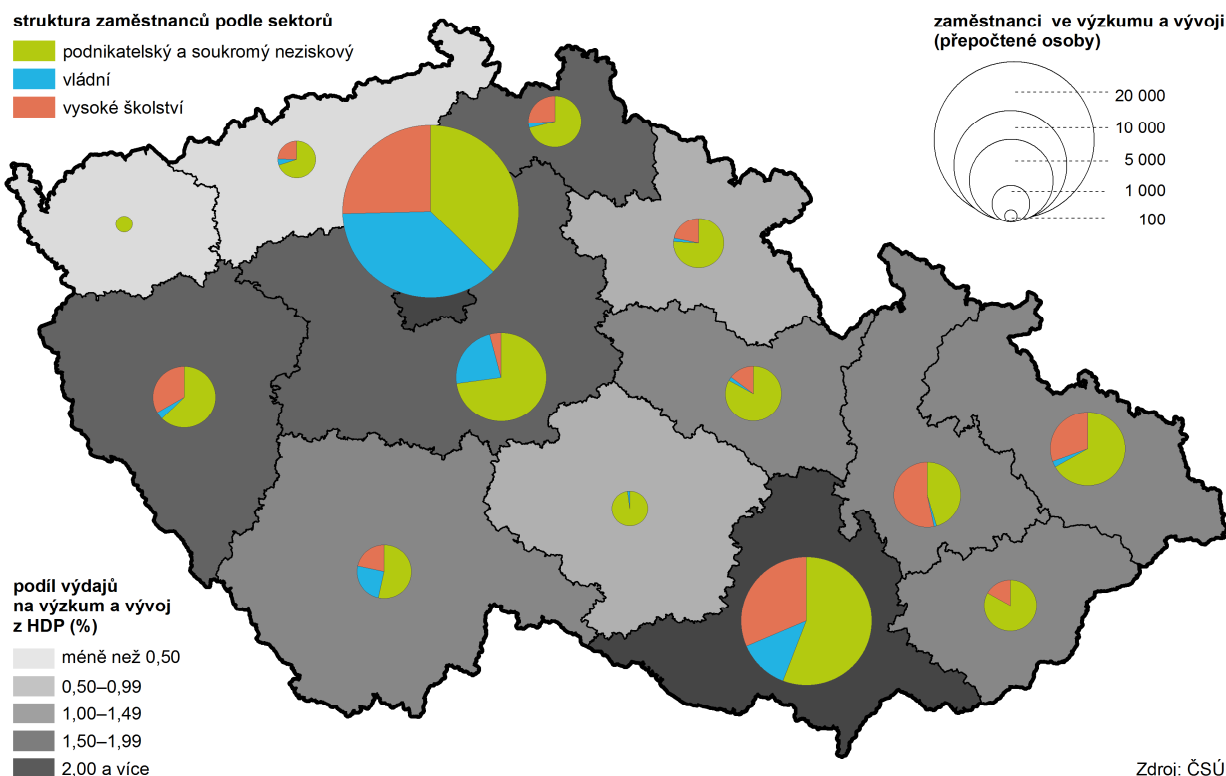 struktura zaměstnanců podle sektorů
podnikatelský a soukromý neziskový
vládní
vysoké školství
zaměstnanci ve výzkumu a vývoji
(přepočtené osoby)
20 000
10 000
5 000
1 000
100
podíl výdajů
na výzkum a vývoj
z HDP (%)
méně než 0,50
0,50–0,99
1,00–1,49
1,50–1,99
2,00 a více
Zdroj: ČSÚ